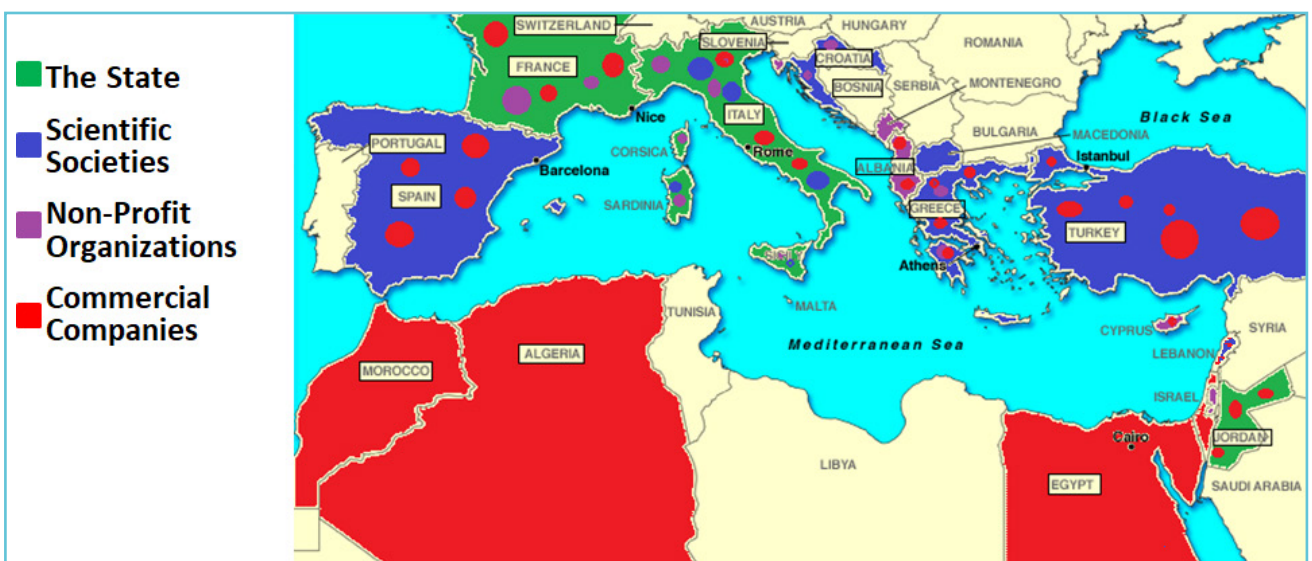 The State
Scientific
Societies
Non-Profit
Organizations
Commercial
Companies
SWITZERLAND
AUSTRIA
HUNGARY
SLOVENIA
ROMANIA
CROATIA
FRANCE
BOSNIA
SERBIA
MONTENEGRO
Nice
ITALY
Black Sea
BULGARIA
MACEDONIA
PORTUGAL
CORSICA
Rome
Istanbul
Barcelona
ALBANIA
SPAIN
SARDINIA
GREECE
TURKEY
SICILY
Athens
MALTA
TUNISIA
CYPRUS
SYRIA
Mediterranean Sea
LEBANON
ALGERIA
MOROCCO
ISRAEL
Cairo
JORDAN
LIBYA
EGYPT
SAUDI ARABIA